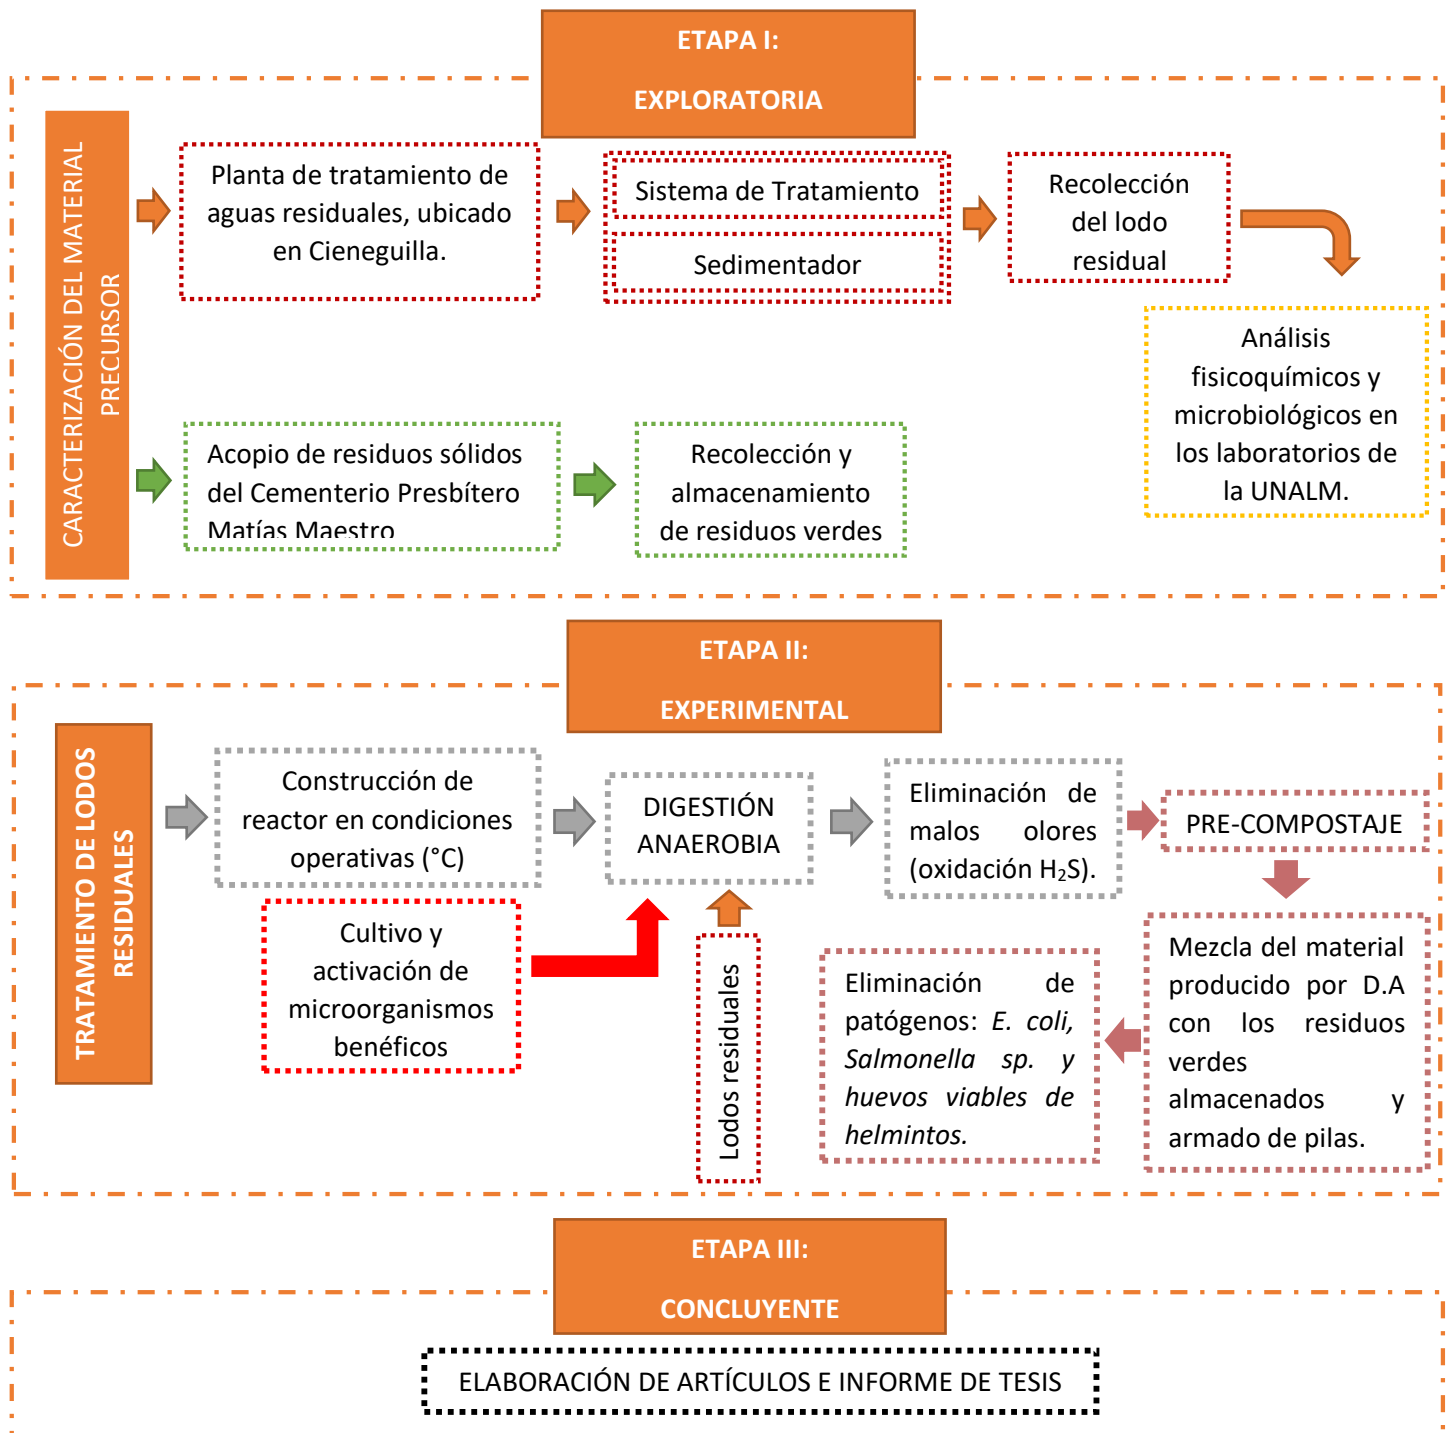 ETAPA I:
EXPLORATORIA
CARACTERIZACIÓN DEL MATERIAL
PRECURSOR
Planta de tratamiento de
aguas residuales, ubicado
en Cieneguilla.
Sistema de Tratamiento
Sedimentador
Recolección
del lodo
residual
Análisis
fisicoquímicos y
microbiológicos en
los laboratorios de
la UNALM.
Acopio de residuos sólidos
del Cementerio Presbítero
Matías Maestro
Recolección y
almacenamiento
de residuos verdes
ETAPA II:
EXPERIMENTAL
TRATAMIENTO DE LODOS
RESIDUALES
Construcción de
reactor en condiciones
operativas (°C)
DIGESTIÓN
ANAEROBIA
Eliminación de
malos olores
(oxidación H₂S).
PRE-COMPOSTAJE
Cultivo y
activación de
microorganismos
benéficos
Lodos residuales
Eliminación de
patógenos: E. coli,
Salmonella sp. y
huevos viables de
helmintos.
Mezcla del material
producido por D.A
con los residuos
verdes
almacenados y
armado de pilas.
ETAPA III:
CONCLUYENTE
ELABORACIÓN DE ARTÍCULOS E INFORME DE TESIS